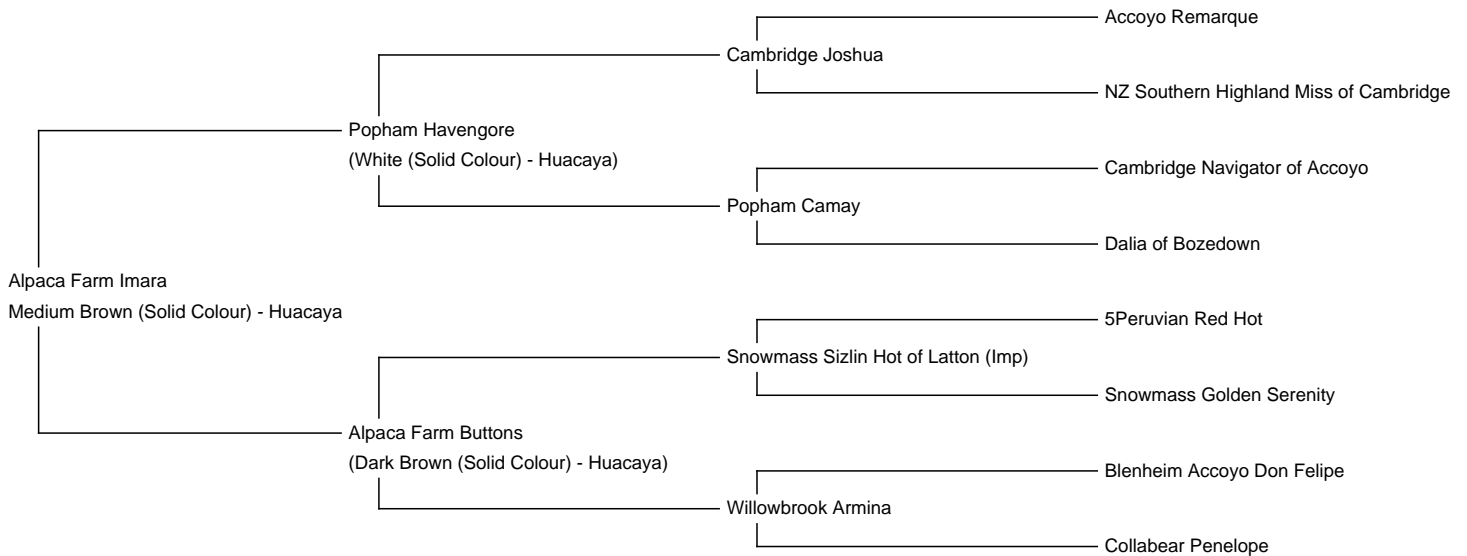 Accoyo Remarque
Cambridge Joshua
NZ Southern Highland Miss of Cambridge
Popham Havengore
(White (Solid Colour) - Huacaya)
Cambridge Navigator of Accoyo
Popham Camay
Dalia of Bozedown
Alpaca Farm Imara
Medium Brown (Solid Colour) - Huacaya
5Peruvian Red Hot
Snowmass Sizlin Hot of Latton (Imp)
Snowmass Golden Serenity
Alpaca Farm Buttons
(Dark Brown (Solid Colour) - Huacaya)
Blenheim Accoyo Don Felipe
Willowbrook Armina
Collabear Penelope